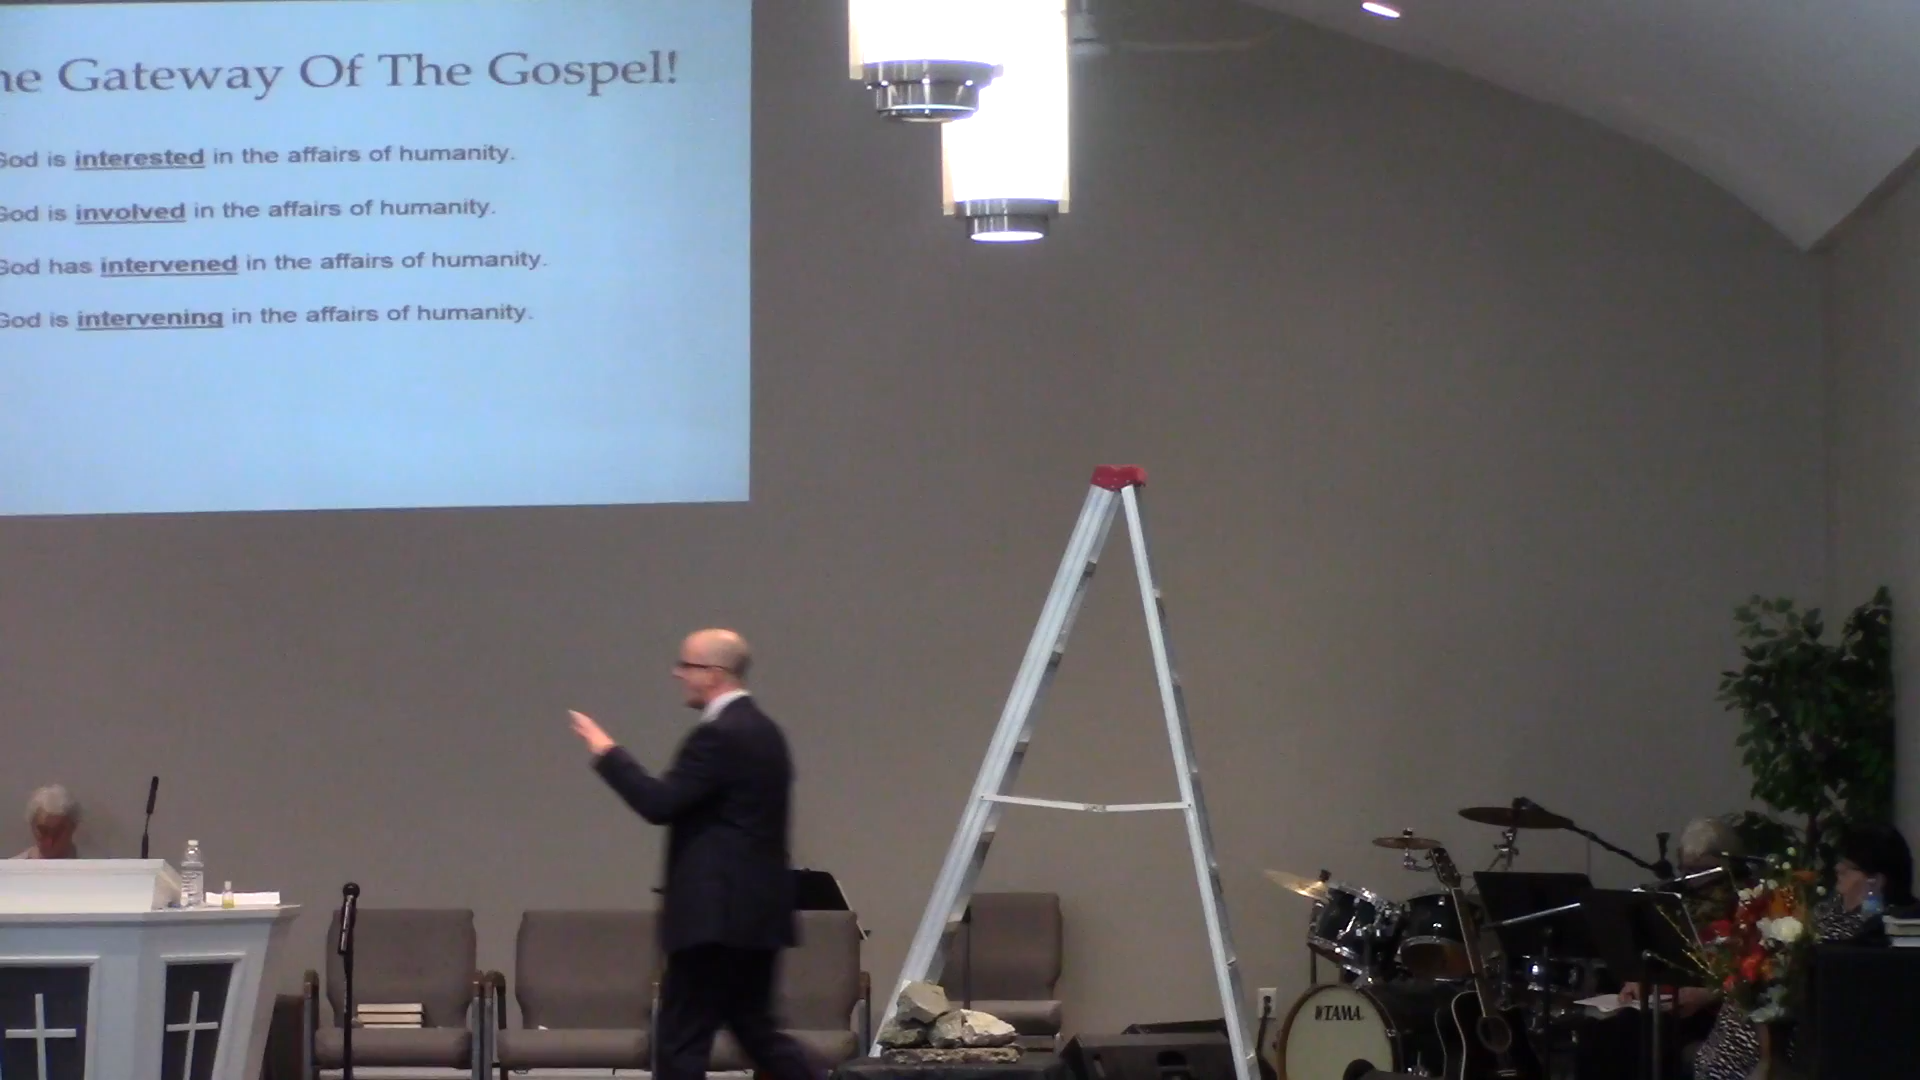 he Gateway Of The Gospel!
God is interested in the affairs of humanity.
God is involved in the affairs of humanity.
God has intervened in the affairs of humanity.
God is intervening in the affairs of humanity.
TAMA